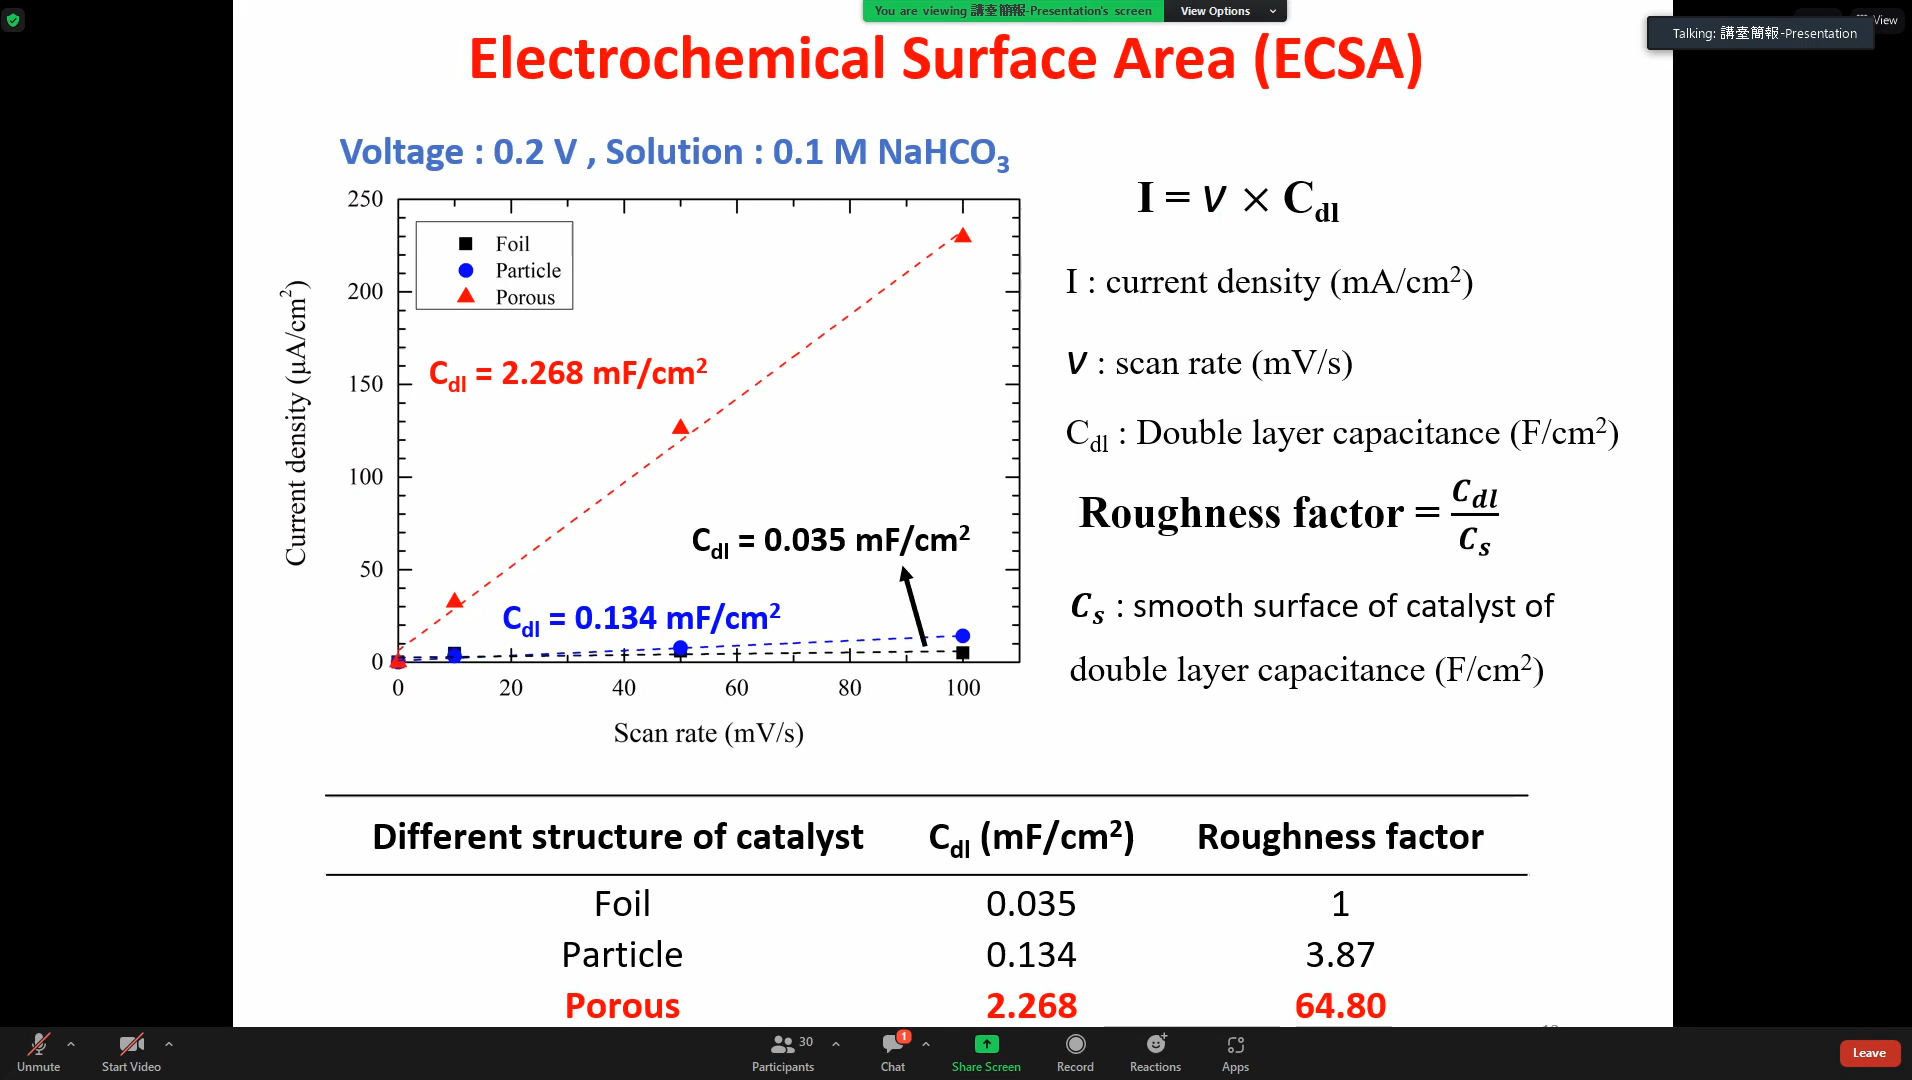 You are viewing 講臺簡報-Presentation's screen
View Options
View
Talking: 講臺簡報-Presentation
Electrochemical Surface Area (ECSA)
Voltage : 0.2 V , Solution : 0.1 M NaHCO₃
250
200
150
100
50
0
0 20 40 60 80 100
Current density (μA/cm²)
Scan rate (mV/s)
Foil
Particle
Porous
Cdl = 2.268 mF/cm²
Cdl = 0.035 mF/cm²
Cdl = 0.134 mF/cm²
I = v × Cdl
I : current density (mA/cm²)
v : scan rate (mV/s)
Cdl : Double layer capacitance (F/cm²)
Roughness factor = Cdl / Cs
Cs : smooth surface of catalyst of
double layer capacitance (F/cm²)
Different structure of catalyst Cdl (mF/cm²) Roughness factor
Foil 0.035 1
Particle 0.134 3.87
Porous 2.268 64.80
Unmute
Start Video
30
Participants
1
Chat
Share Screen
Record
Reactions
Apps
Leave